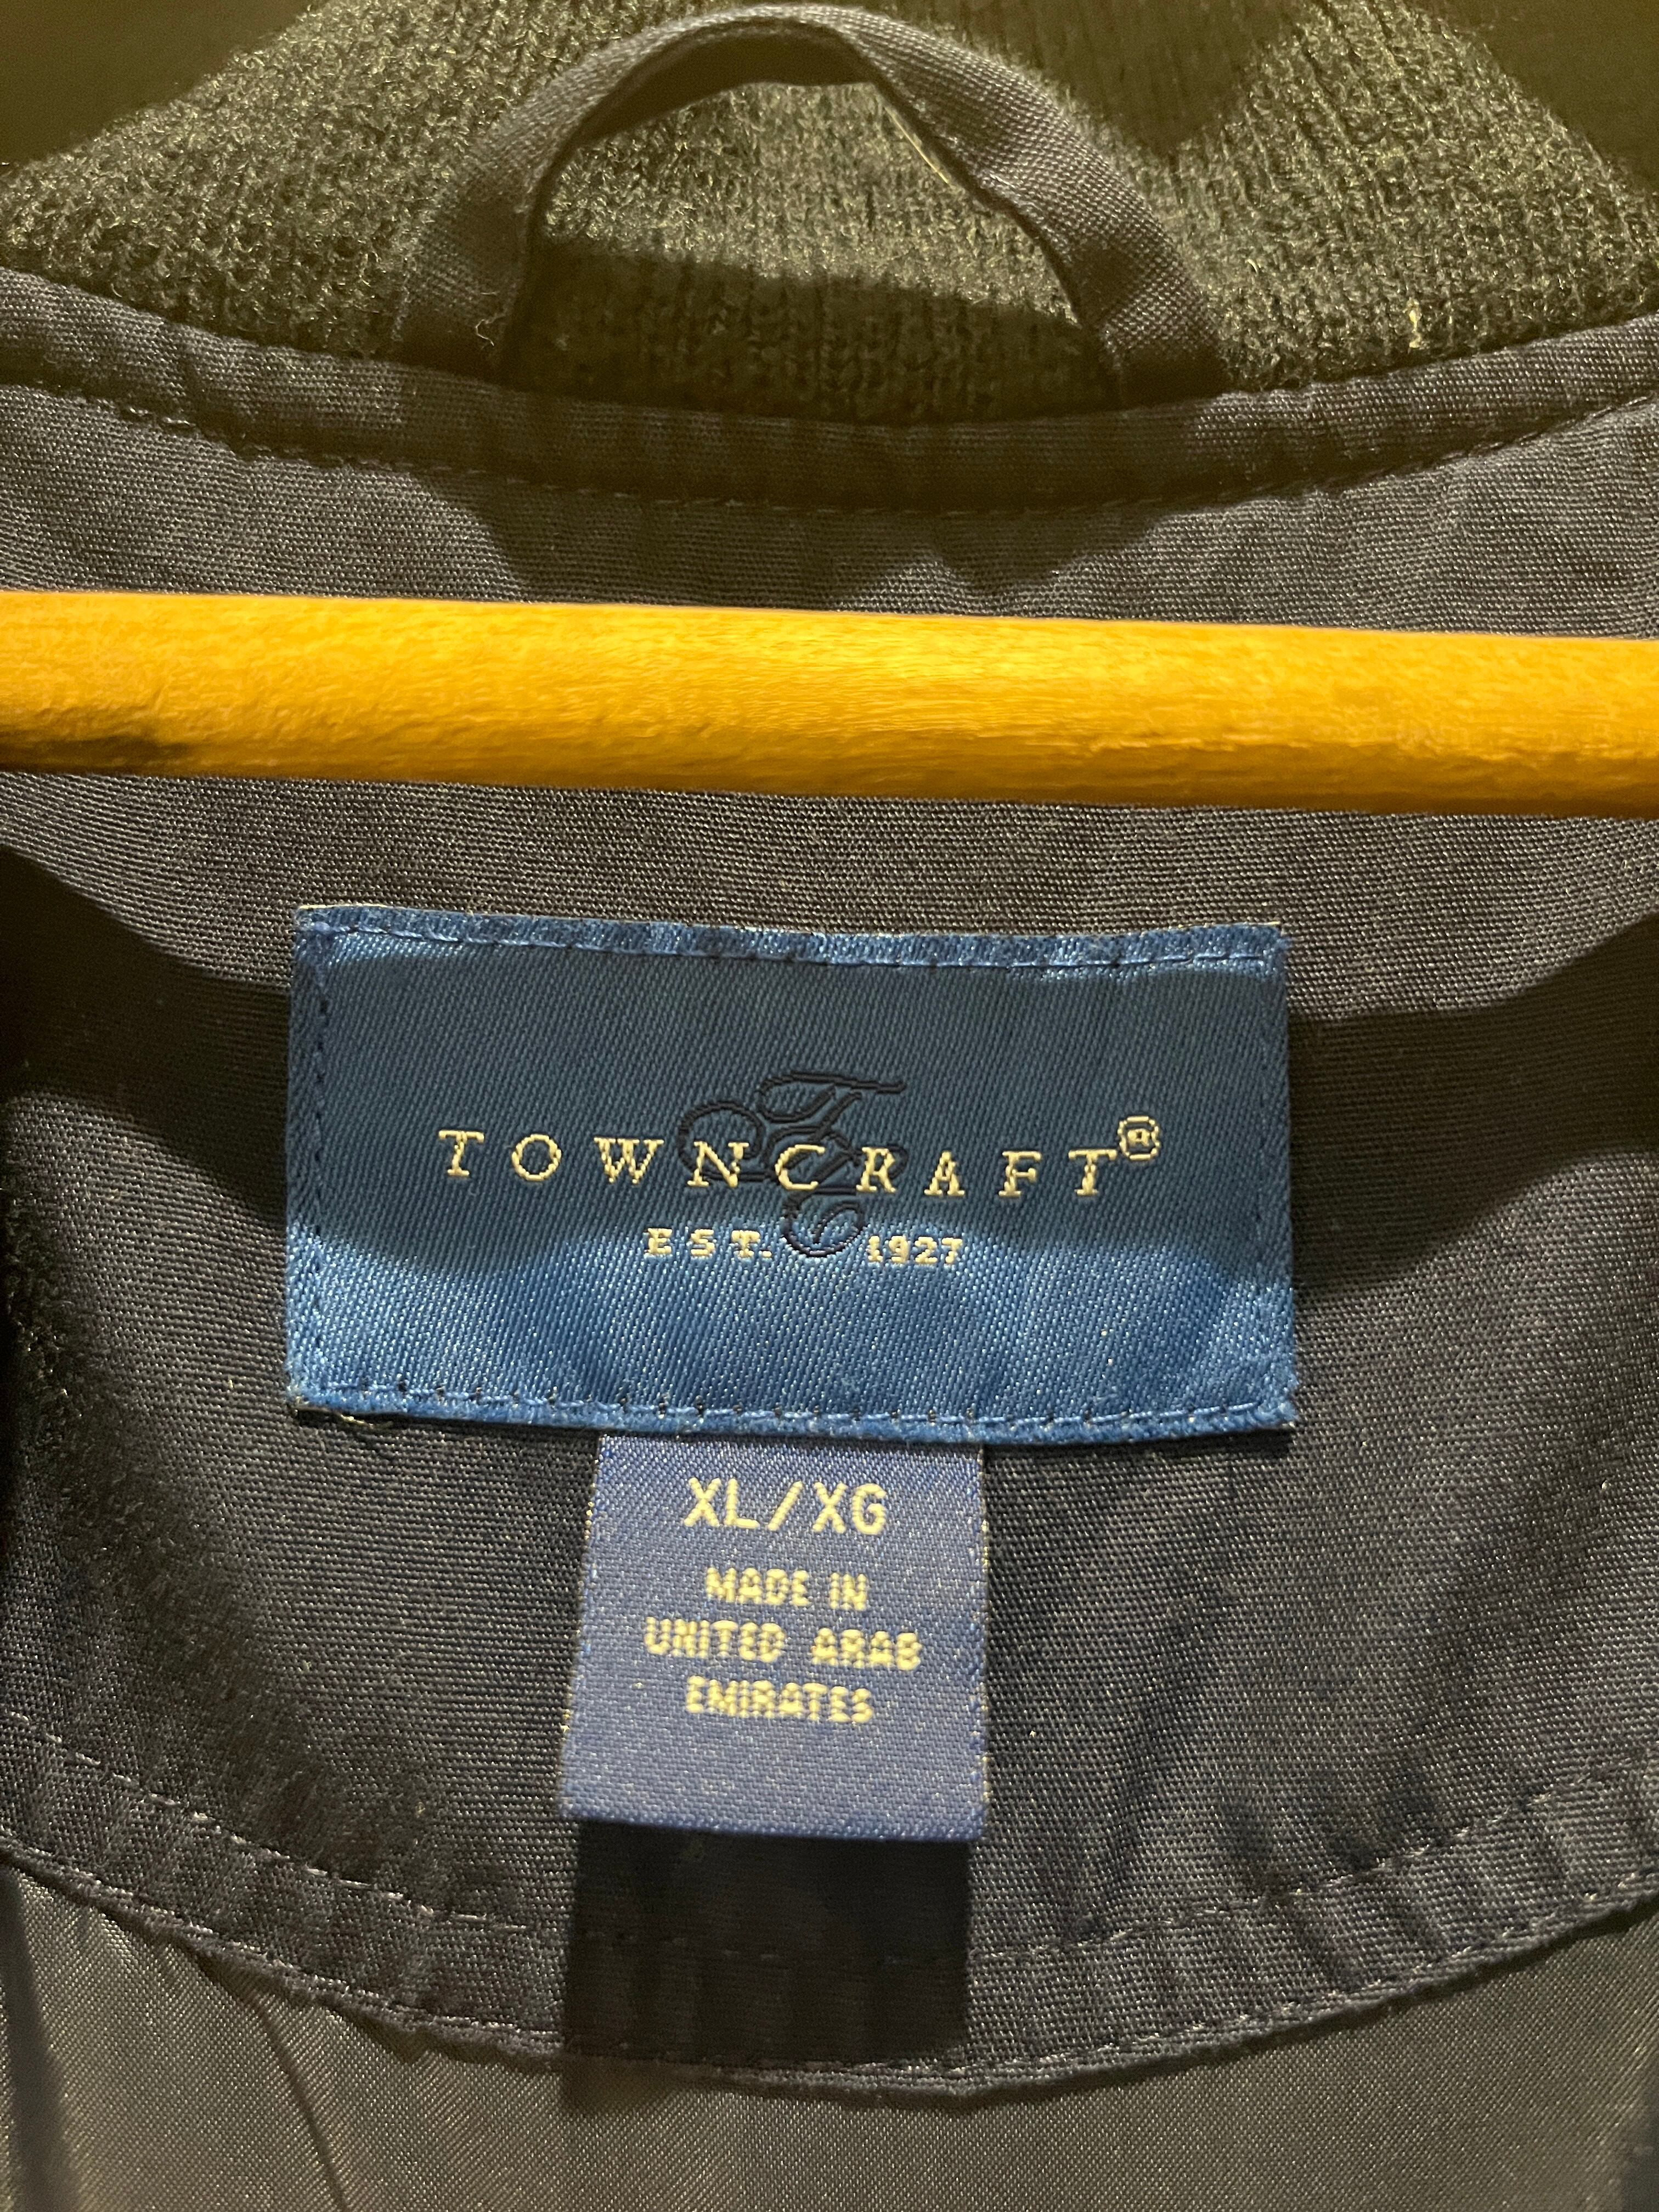 TOWNCRAFT®
EST. 1927
XL/XG
MADE IN
UNITED ARAB
EMIRATES